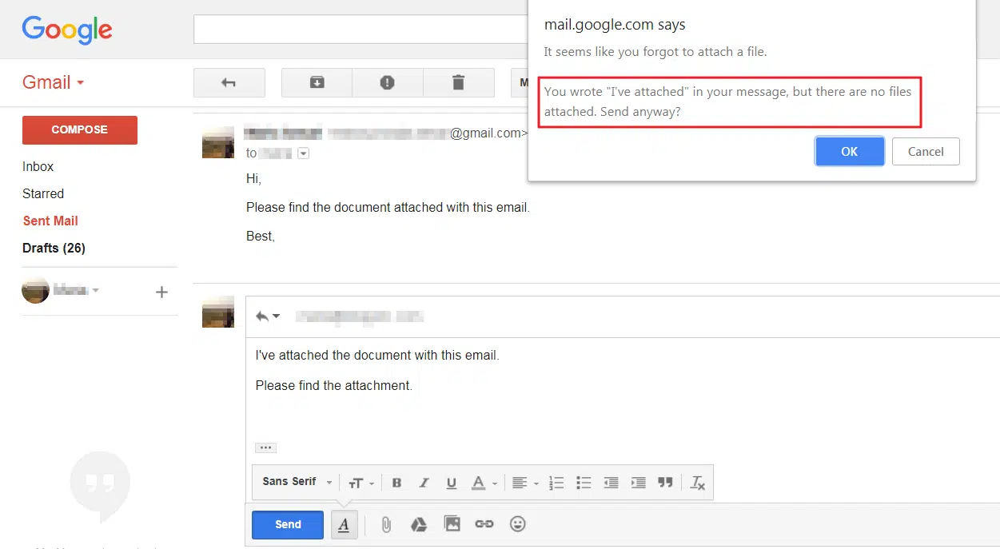 Google
mail.google.com says
It seems like you forgot to attach a file.
You wrote "I've attached" in your message, but there are no files
attached. Send anyway?
OK
Cancel
Gmail
M
COMPOSE
Inbox
Starred
Sent Mail
Drafts (26)
@gmail.com>
to
Hi,
Please find the document attached with this email.
Best,
I've attached the document with this email.
Please find the attachment.
Sans Serif
Send